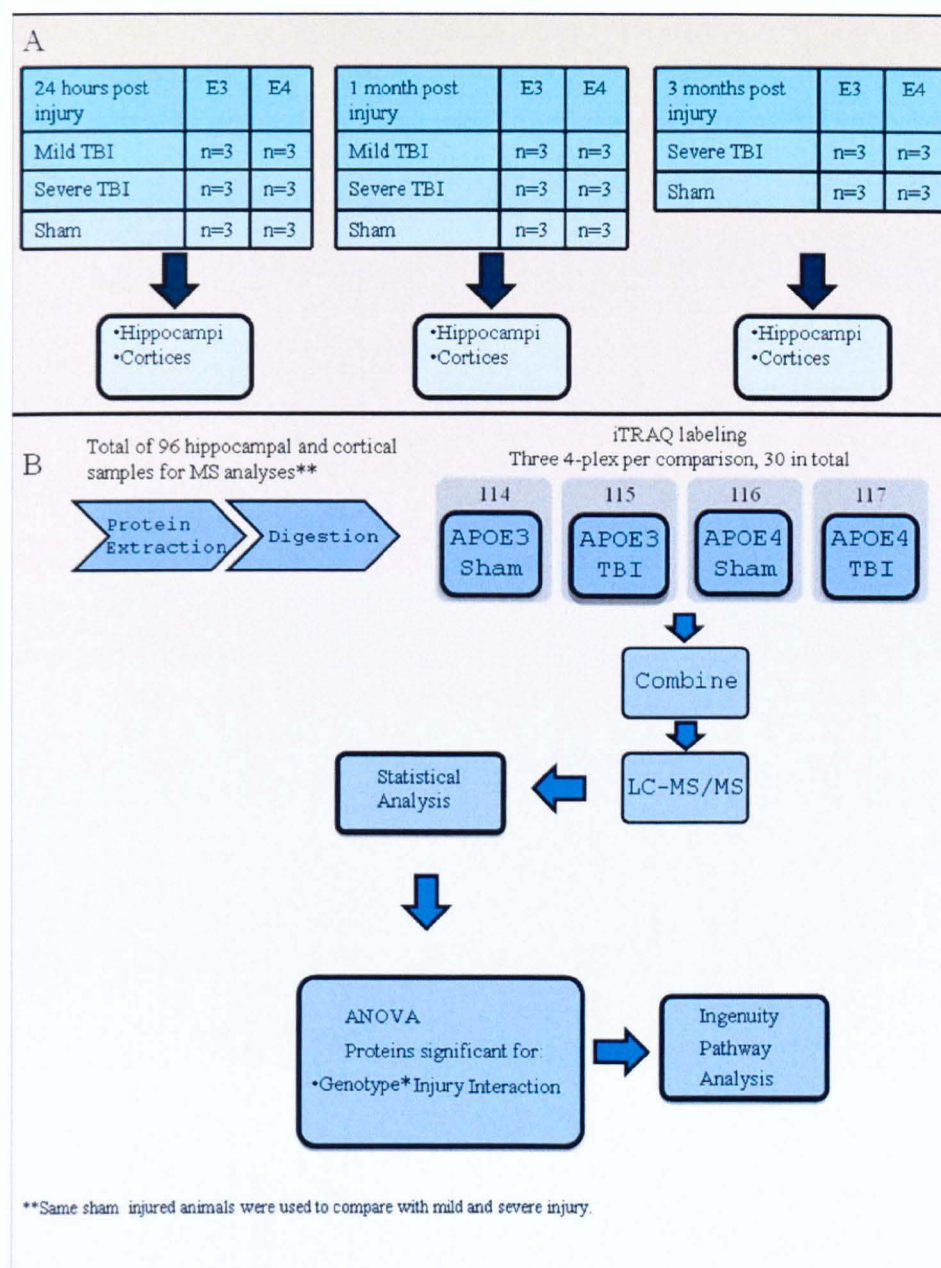 A
24 hours post injury E3 E4
Mild TBI n=3 n=3
Severe TBI n=3 n=3
Sham n=3 n=3
1 month post injury E3 E4
Mild TBI n=3 n=3
Severe TBI n=3 n=3
Sham n=3 n=3
3 months post injury E3 E4
Severe TBI n=3 n=3
Sham n=3 n=3
•Hippocampi
•Cortices
•Hippocampi
•Cortices
•Hippocampi
•Cortices
B
Total of 96 hippocampal and cortical
samples for MS analyses**
Protein
Extraction
Digestion
iTRAQ labeling
Three 4-plex per comparison, 30 in total
114 115 116 117
APOE3 APOE3 APOE4 APOE4
Sham TBI Sham TBI
Combine
LC-MS/MS
Statistical
Analysis
ANOVA
Proteins significant for:
•Genotype*Injury Interaction
Ingenuity
Pathway
Analysis
**Same sham injured animals were used to compare with mild and severe injury.